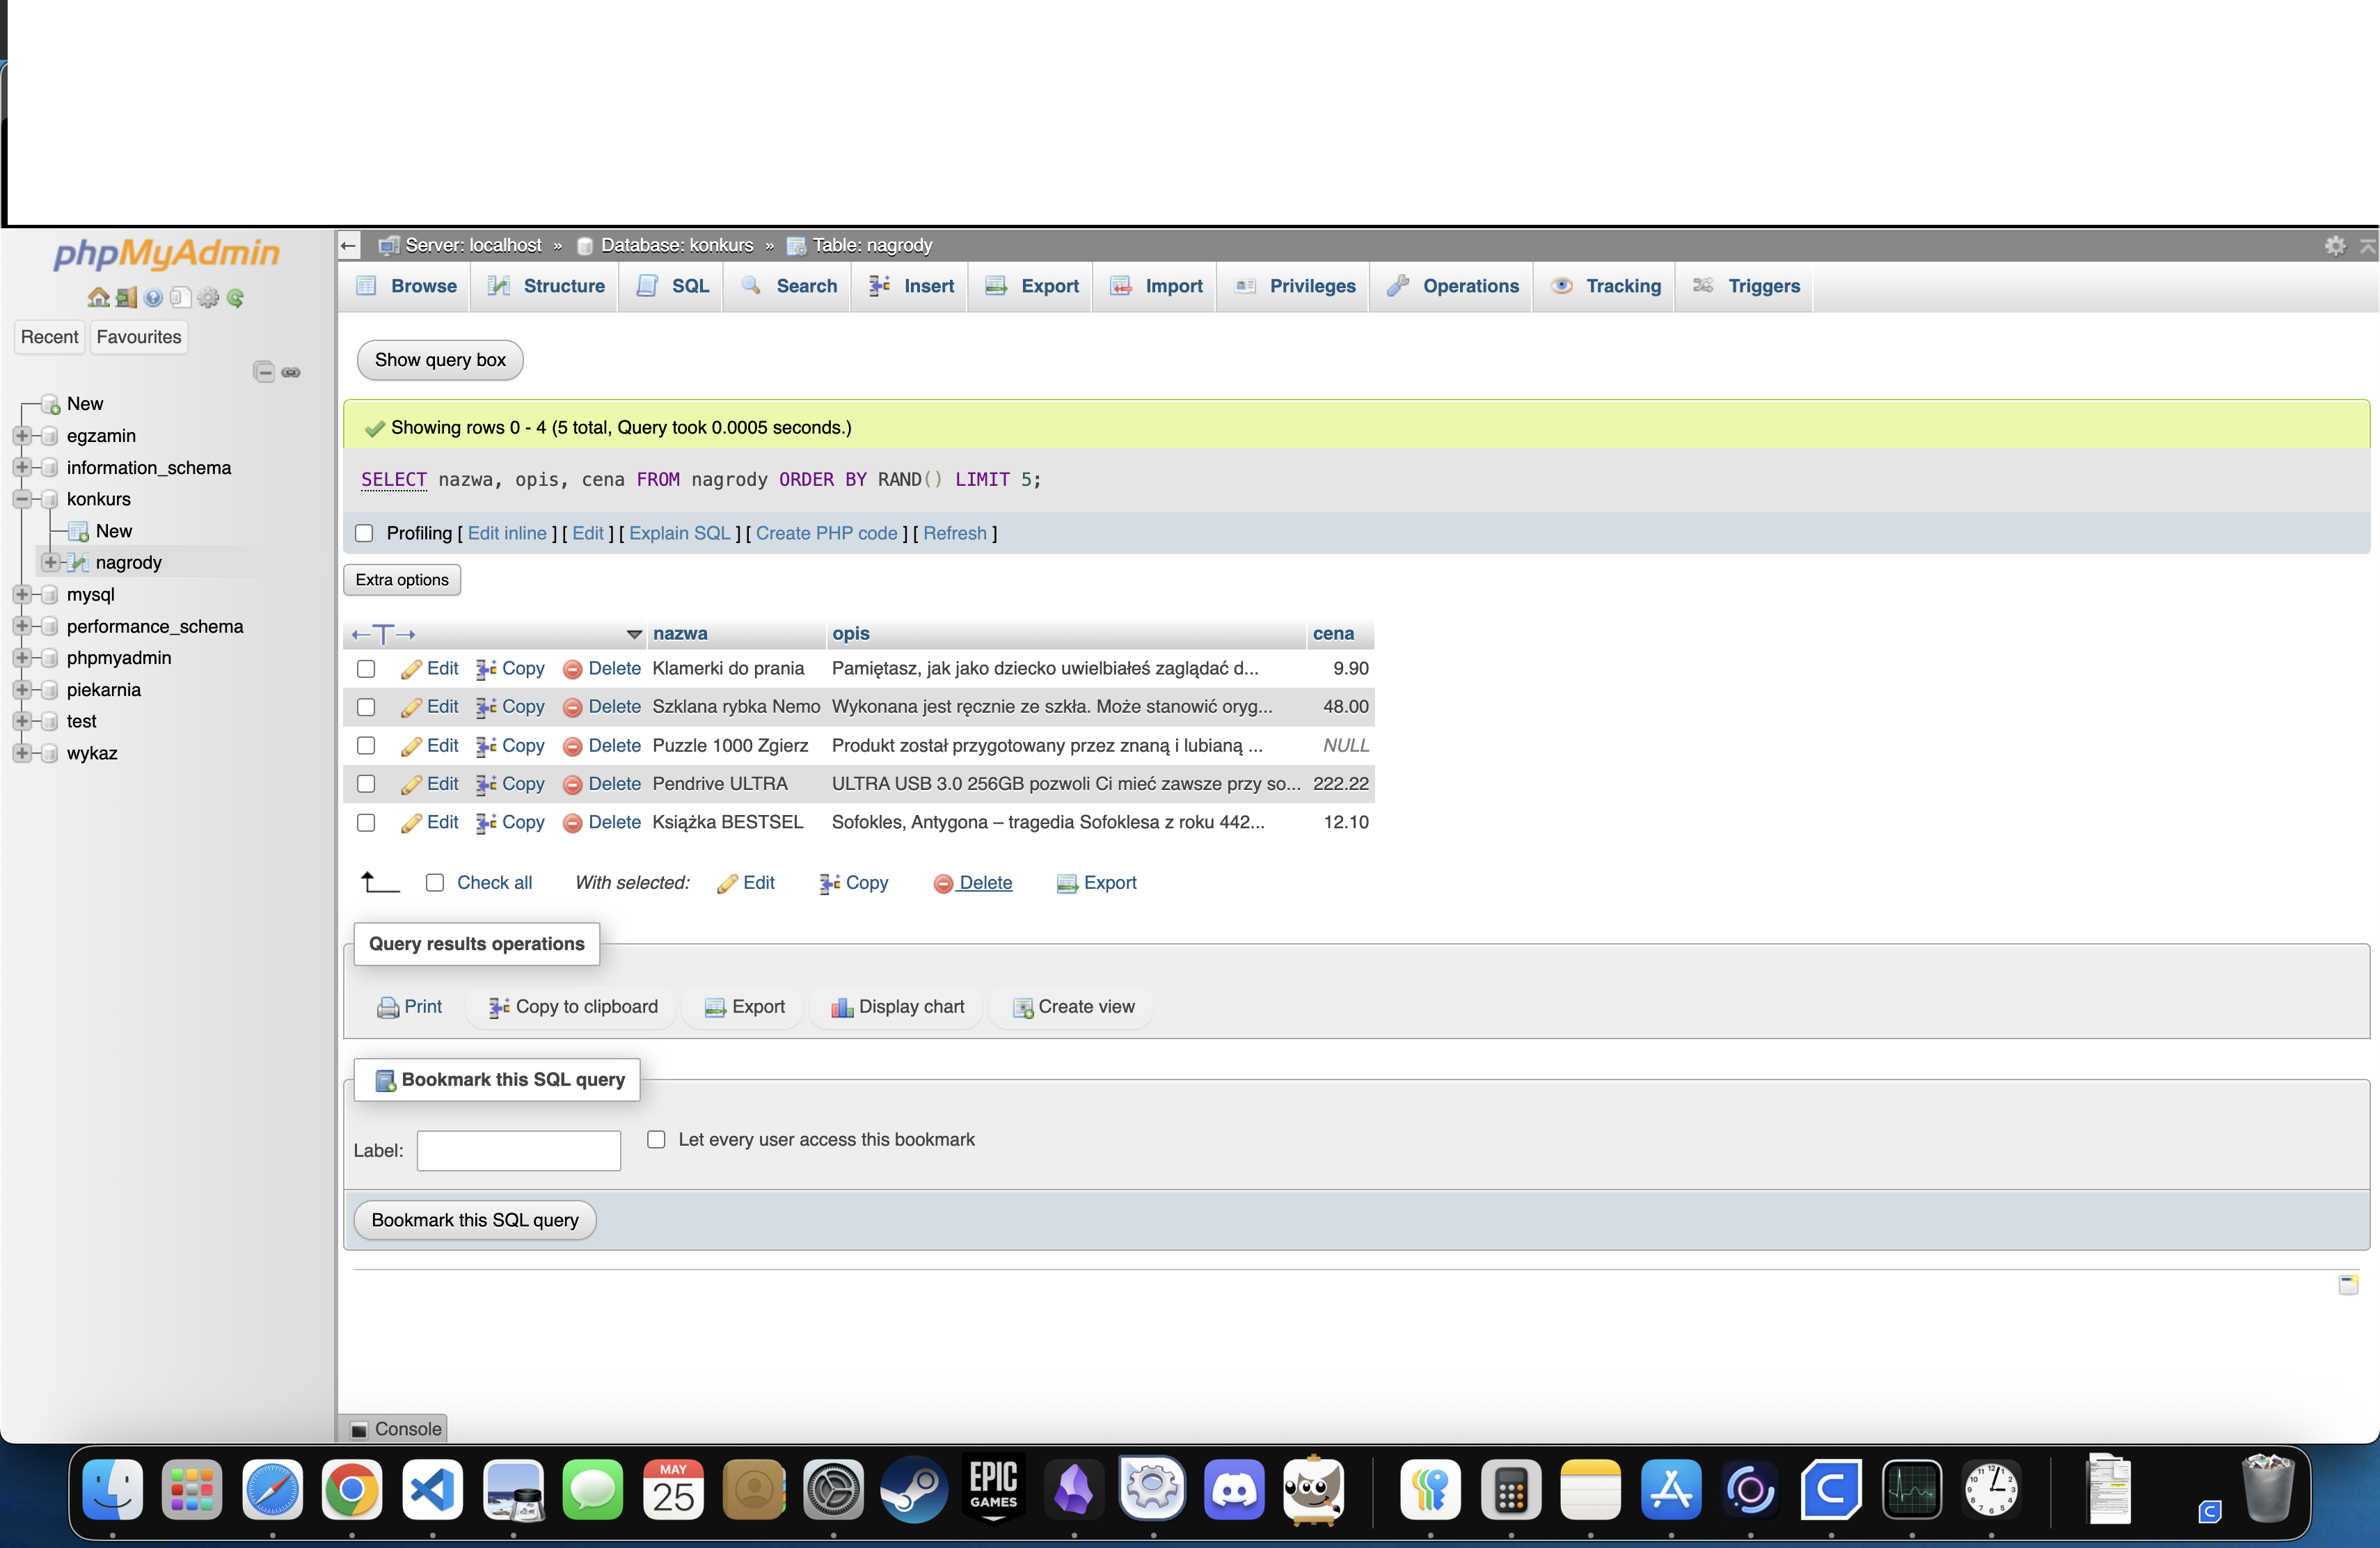 phpMyAdmin
Recent Favourites
New
egzamin
information_schema
konkurs
New
nagrody
mysql
performance_schema
phpmyadmin
piekarnia
test
wykaz
Server: localhost » Database: konkurs » Table: nagrody
Browse Structure SQL Search Insert Export Import Privileges Operations Tracking Triggers
Show query box
Showing rows 0 - 4 (5 total, Query took 0.0005 seconds.)
SELECT nazwa, opis, cena FROM nagrody ORDER BY RAND() LIMIT 5;
Profiling [ Edit inline ] [ Edit ] [ Explain SQL ] [ Create PHP code ] [ Refresh ]
Extra options
nazwa opis cena
Edit Copy Delete Klamerki do prania Pamiętasz, jak jako dziecko uwielbiałeś zaglądać d... 9.90
Edit Copy Delete Szklana rybka Nemo Wykonana jest ręcznie ze szkła. Może stanowić oryg... 48.00
Edit Copy Delete Puzzle 1000 Zgierz Produkt został przygotowany przez znaną i lubianą ... NULL
Edit Copy Delete Pendrive ULTRA ULTRA USB 3.0 256GB pozwoli Ci mieć zawsze przy so... 222.22
Edit Copy Delete Książka BESTSEL Sofokles, Antygona – tragedia Sofoklesa z roku 442... 12.10
Check all With selected: Edit Copy Delete Export
Query results operations
Print Copy to clipboard Export Display chart Create view
Bookmark this SQL query
Label: Let every user access this bookmark
Bookmark this SQL query
Console
MAY
25
EPIC
GAMES